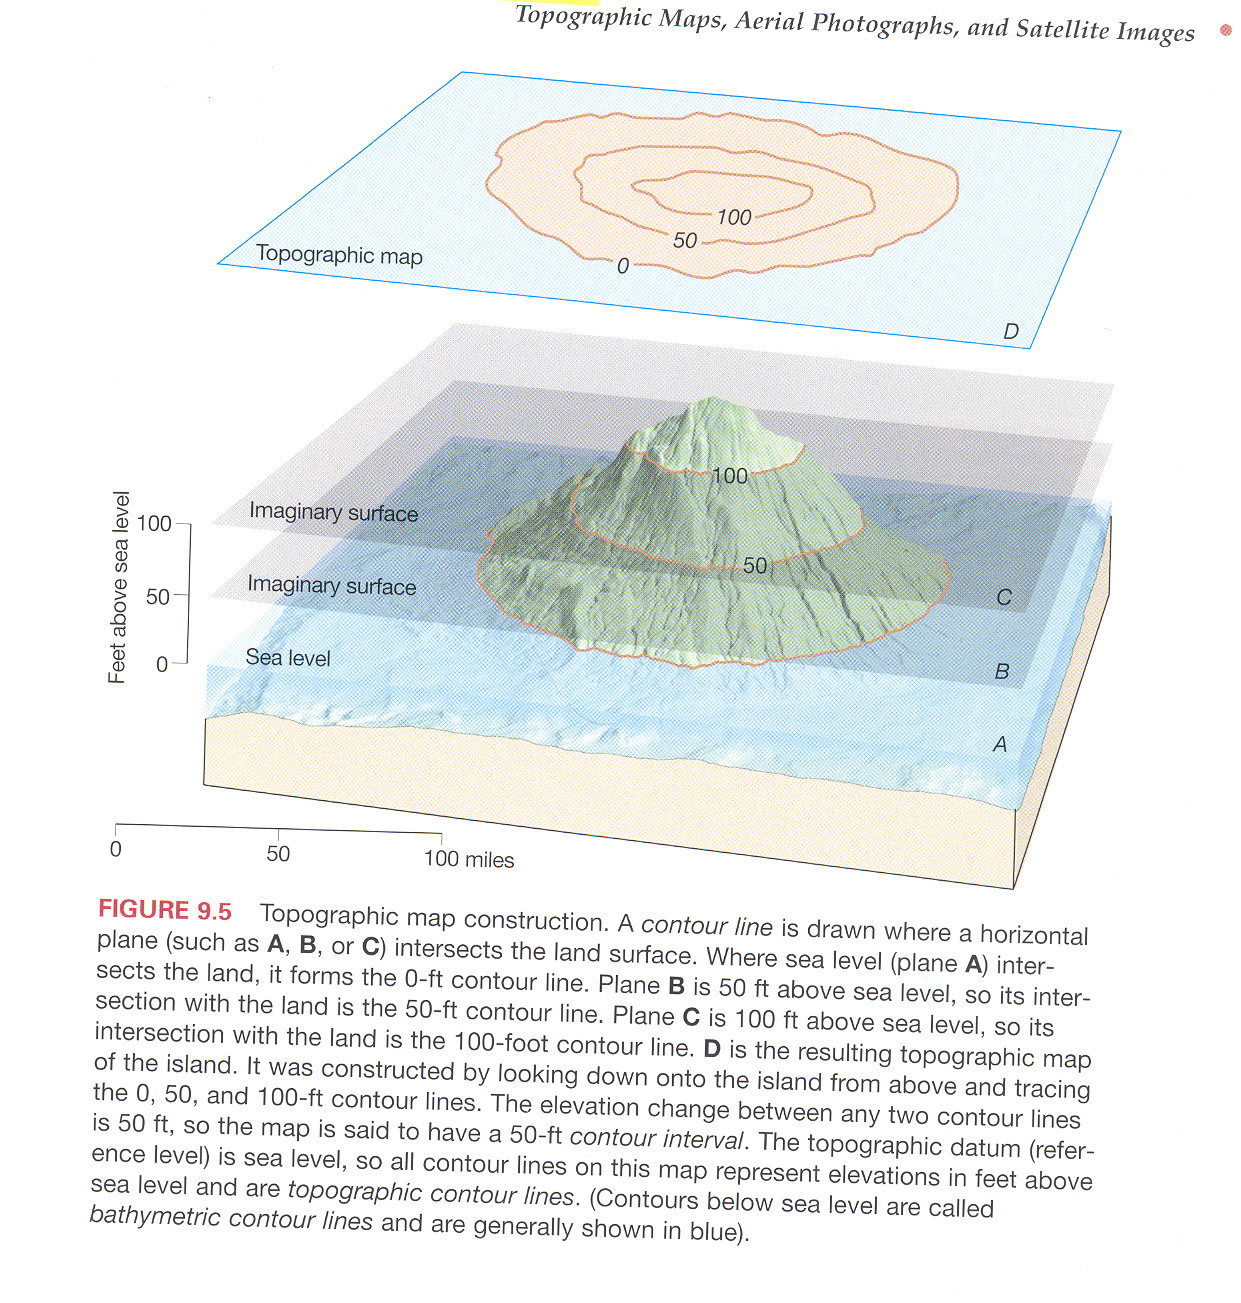 Topographic Maps, Aerial Photographs, and Satellite Images
100
50
0
Topographic map
D
Feet above sea level
100
50
0
Imaginary surface
Imaginary surface
Sea level
100
50
C
B
A
0
50
100 miles
FIGURE 9.5 Topographic map construction. A contour line is drawn where a horizontal
plane (such as A, B, or C) intersects the land surface. Where sea level (plane A) inter-
sects the land, it forms the 0-ft contour line. Plane B is 50 ft above sea level, so its inter-
section with the land is the 50-ft contour line. Plane C is 100 ft above sea level, so its
intersection with the land is the 100-foot contour line. D is the resulting topographic map
of the island. It was constructed by looking down onto the island from above and tracing
the 0, 50, and 100-ft contour lines. The elevation change between any two contour lines
is 50 ft, so the map is said to have a 50-ft contour interval. The topographic datum (refer-
ence level) is sea level, so all contour lines on this map represent elevations in feet above
sea level and are topographic contour lines. (Contours below sea level are called
bathymetric contour lines and are generally shown in blue).